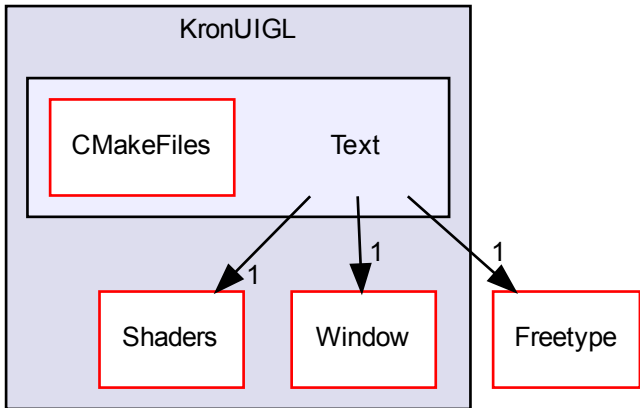 KronUIGL
CMakeFiles
Text
1
1
1
Shaders
Window
Freetype